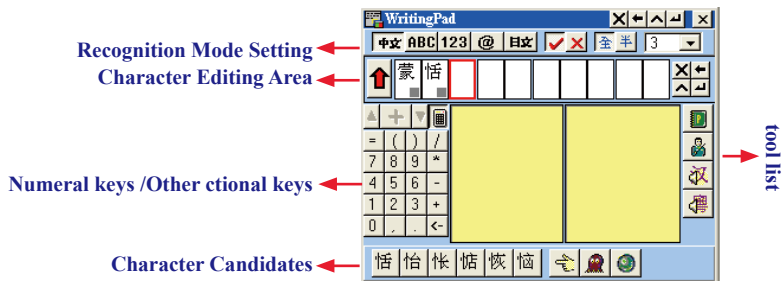 WritingPad
Recognition Mode Setting
中文 ABC 123 @ 日文 全 半 3
Character Editing Area
蒙 恬
= ( ) /
7 8 9 *
Numeral keys /Other ctional keys
4 5 6 -
1 2 3 +
0 , . <-
汉
tool list
Character Candidates
恬 怡 怅 惦 恢 恼